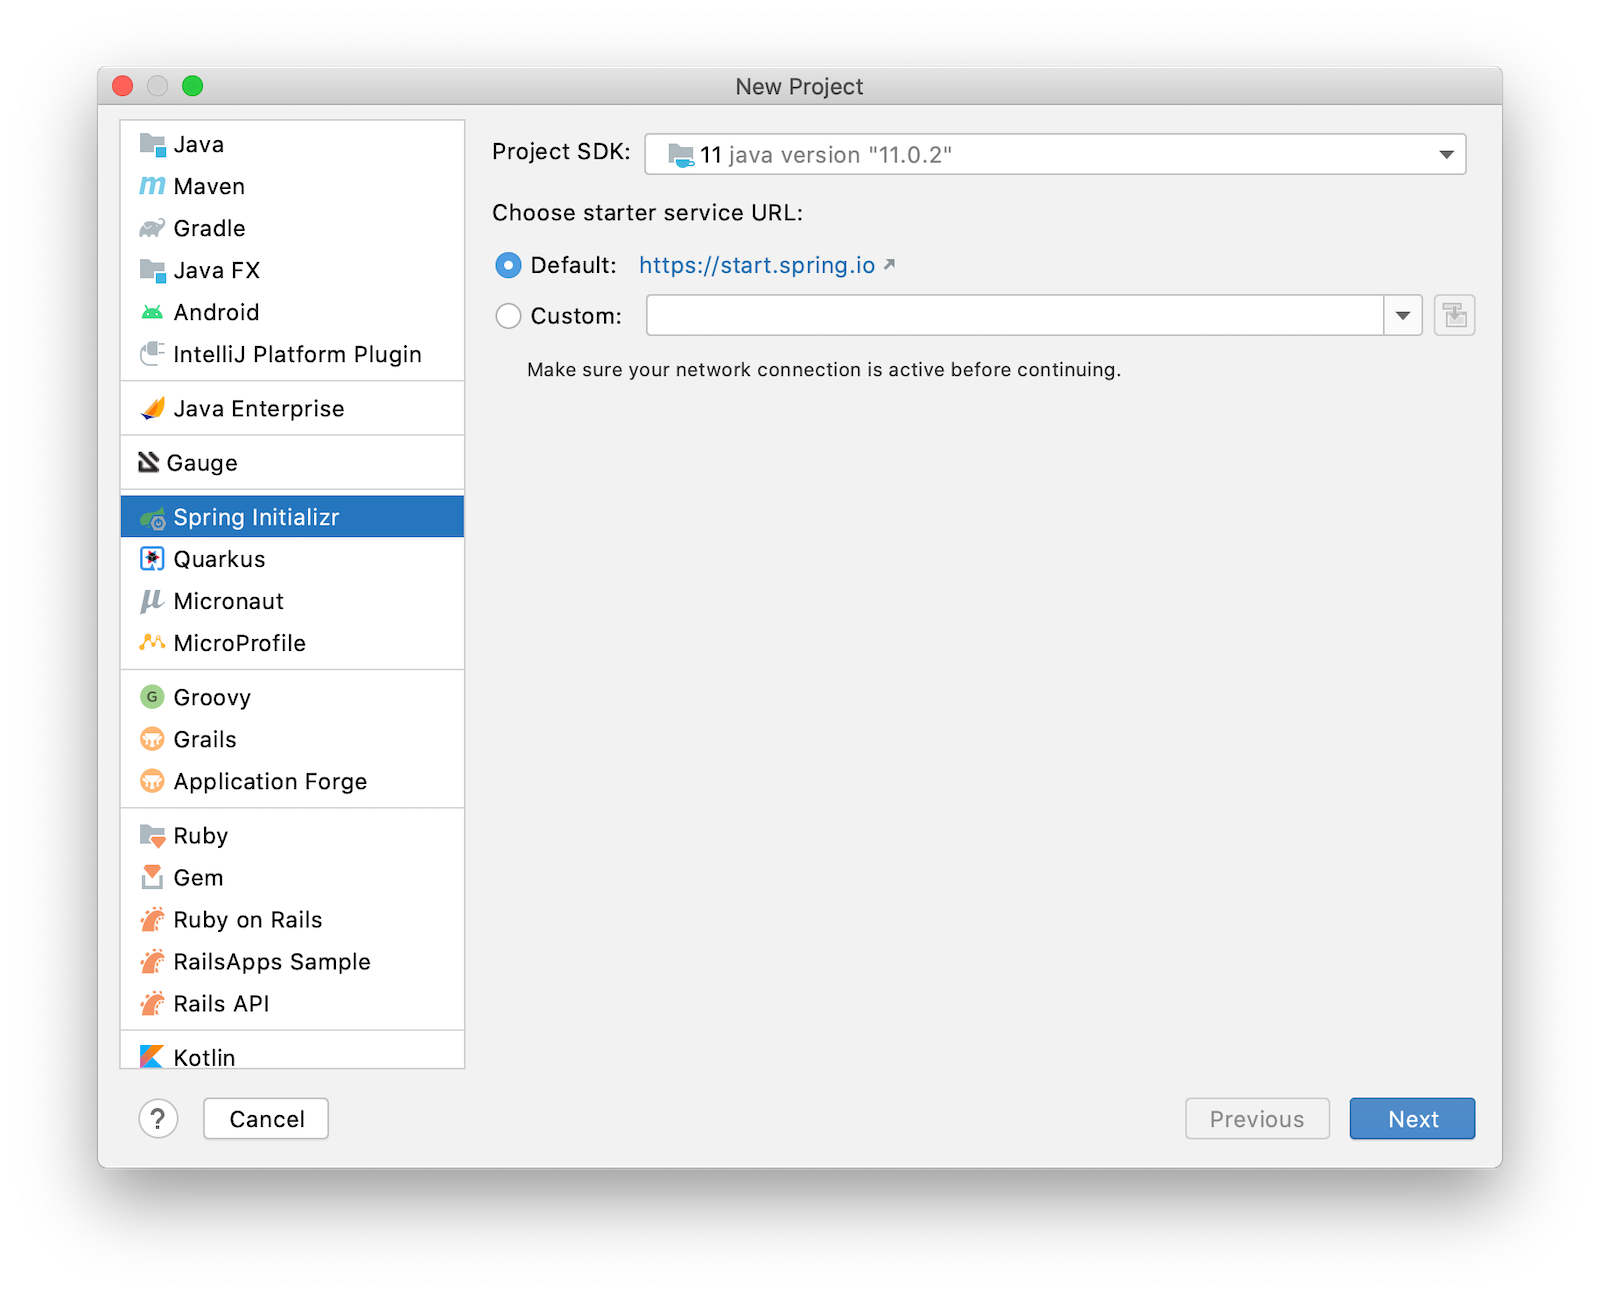 New Project
Java
Maven
Gradle
Java FX
Android
IntelliJ Platform Plugin
Java Enterprise
Gauge
Spring Initializr
Quarkus
Micronaut
MicroProfile
G Groovy
Grails
Application Forge
Ruby
Gem
Ruby on Rails
RailsApps Sample
Rails API
Kotlin
Project SDK: 11 java version "11.0.2"
Choose starter service URL:
Default: https://start.spring.io
Custom:
Make sure your network connection is active before continuing.
? Cancel Previous Next